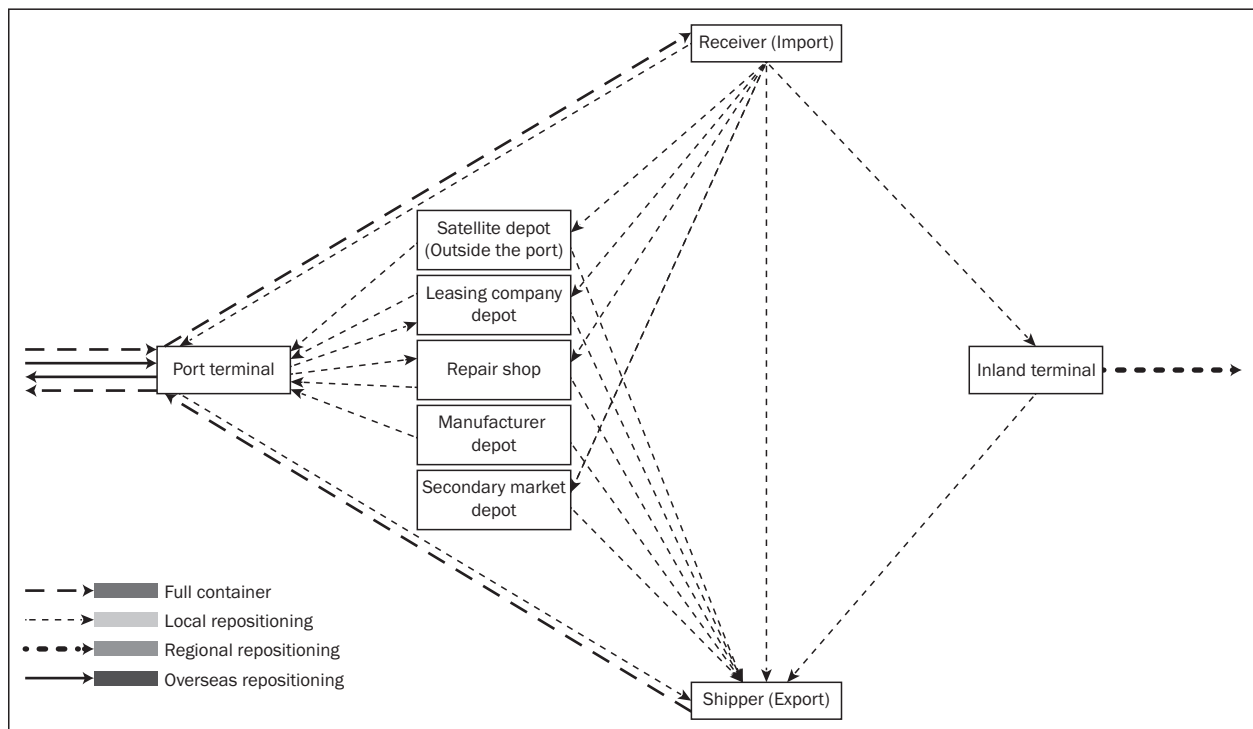 Receiver (Import)
Satellite depot
(Outside the port)
Leasing company
depot
Port terminal
Repair shop
Inland terminal
Manufacturer
depot
Secondary market
depot
Full container
Local repositioning
Regional repositioning
Overseas repositioning
Shipper (Export)